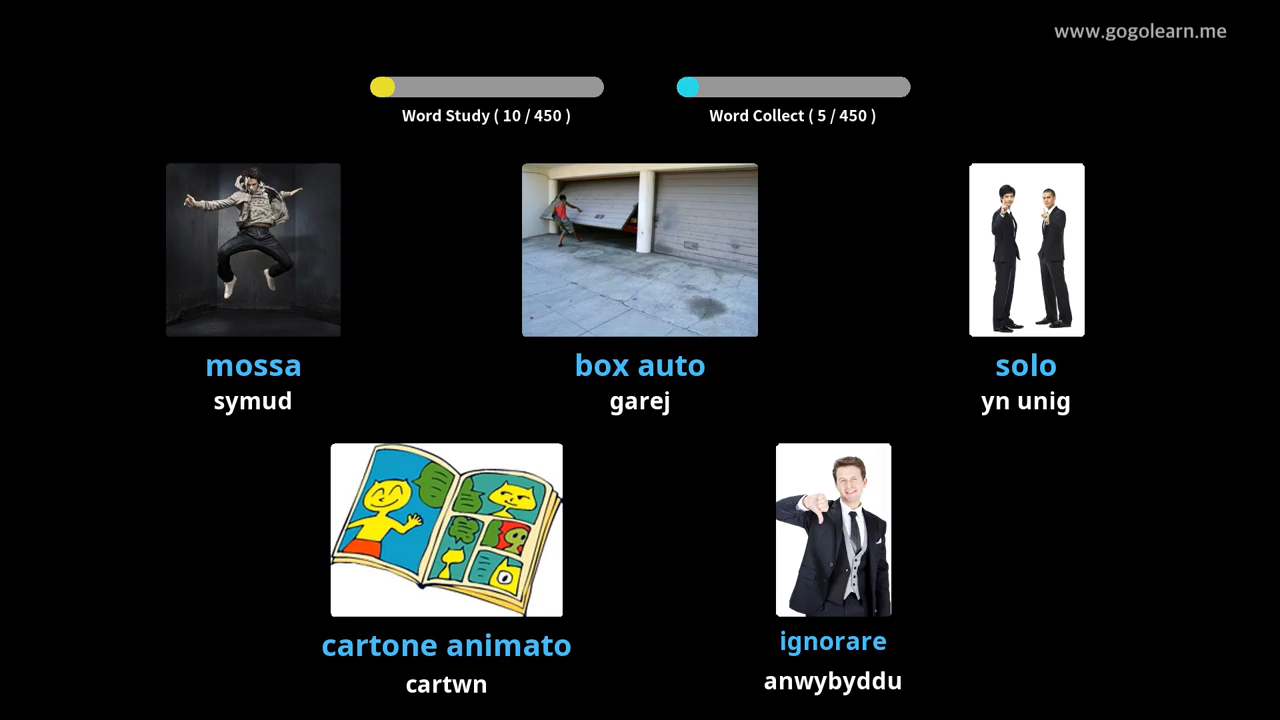 www.gogolearn.me
Word Study ( 10 / 450 )
Word Collect ( 5 / 450 )
mossa
symud
box auto
garej
solo
yn unig
cartone animato
cartwn
ignorare
anwybyddu